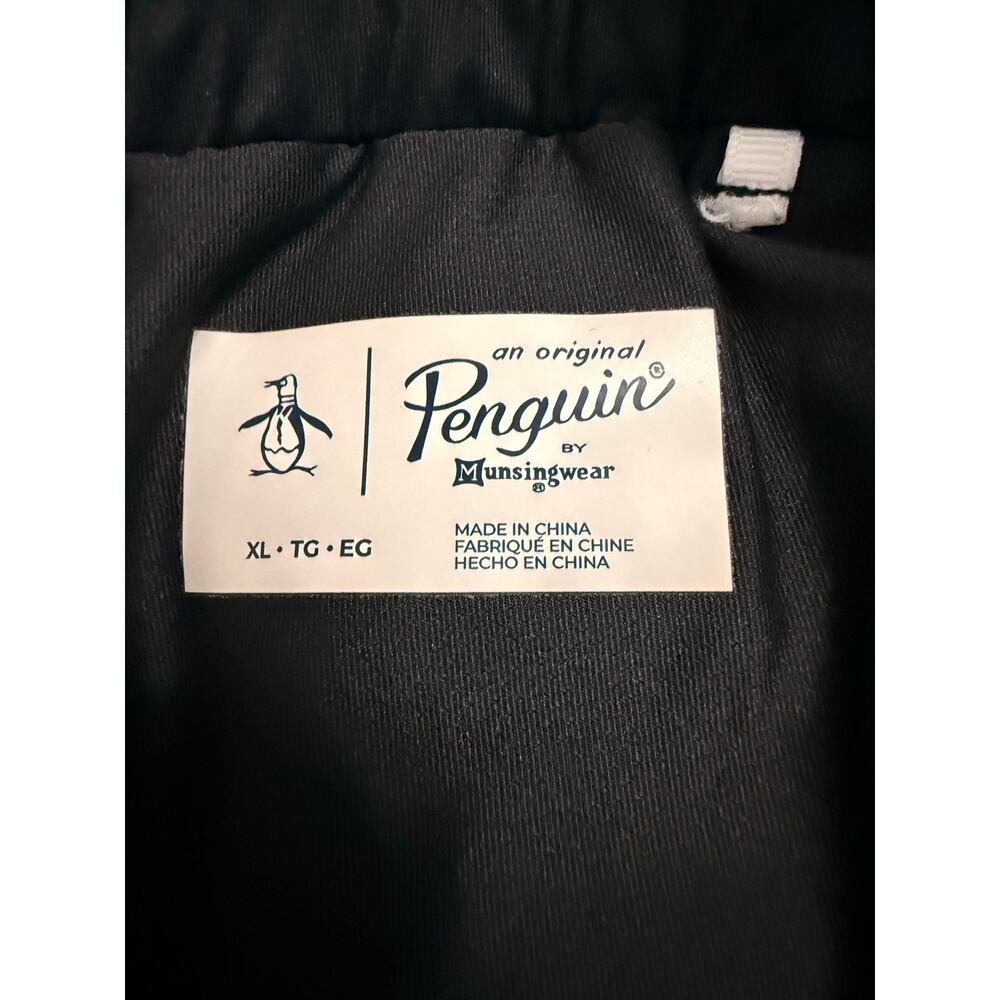 an original
Penguin®
BY
Munsingwear
®
XL • TG • EG
MADE IN CHINA
FABRIQUÉ EN CHINE
HECHO EN CHINA